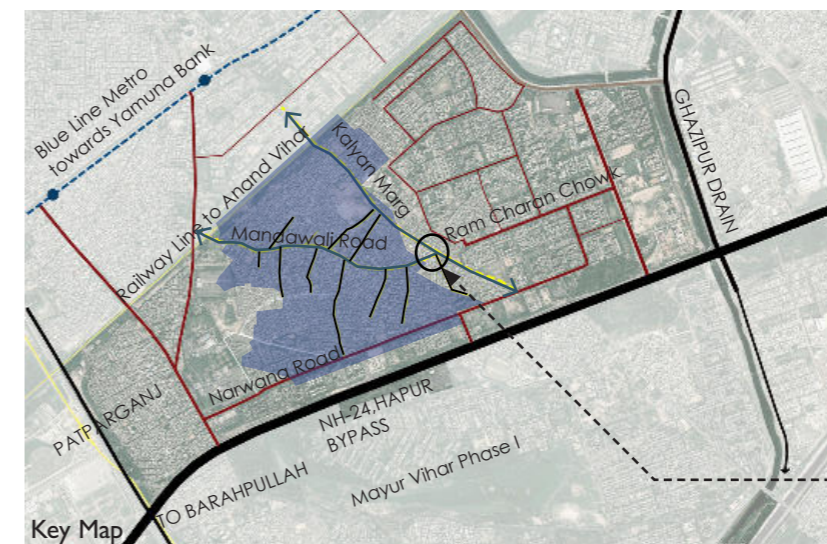 Blue Line Metro
towards Yamuna Bank
Railway Line to Anand Vihar
Kalyan Marg
GHAZIPUR DRAIN
Ram Charan Chowk
Mandawali Road
Narwana Road
PATPARGANJ
NH-24,HAPUR
BYPASS
TO BARAHPULLAH
Mayur Vihar Phase I
Key Map